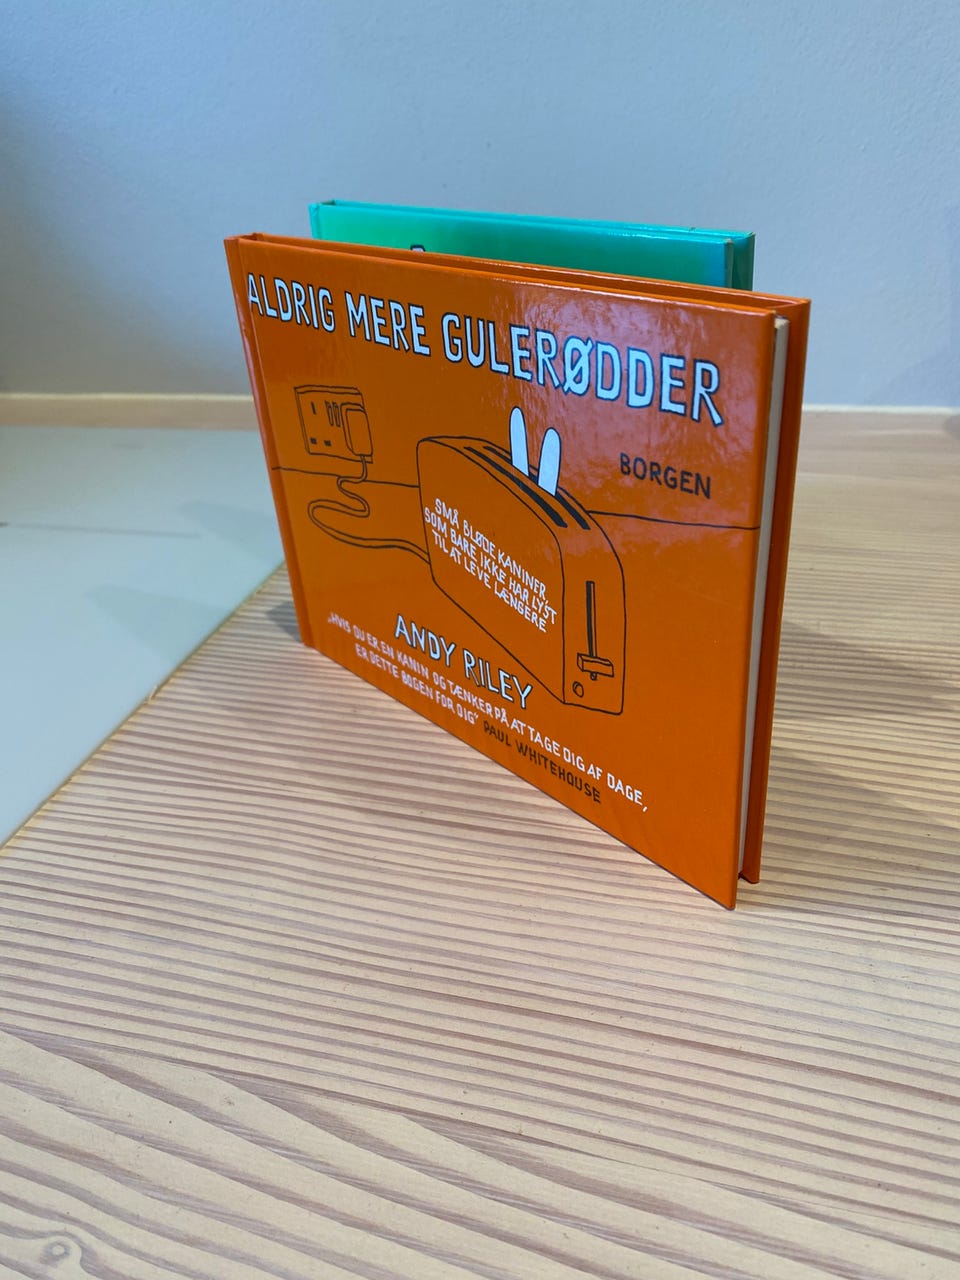 ALDRIG MERE GULERØDDER
BORGEN
SMÅ BLØDE KANINER,
SOM BARE IKKE HAR LYST
TIL AT LEVE LÆNGERE
ANDY RILEY
„HVIS DU ER EN KANIN OG TÆNKER PÅ AT TAGE DIG AF DAGE,
ER DETTE BOGEN FOR DIG“ PAUL WHITEHOUSE